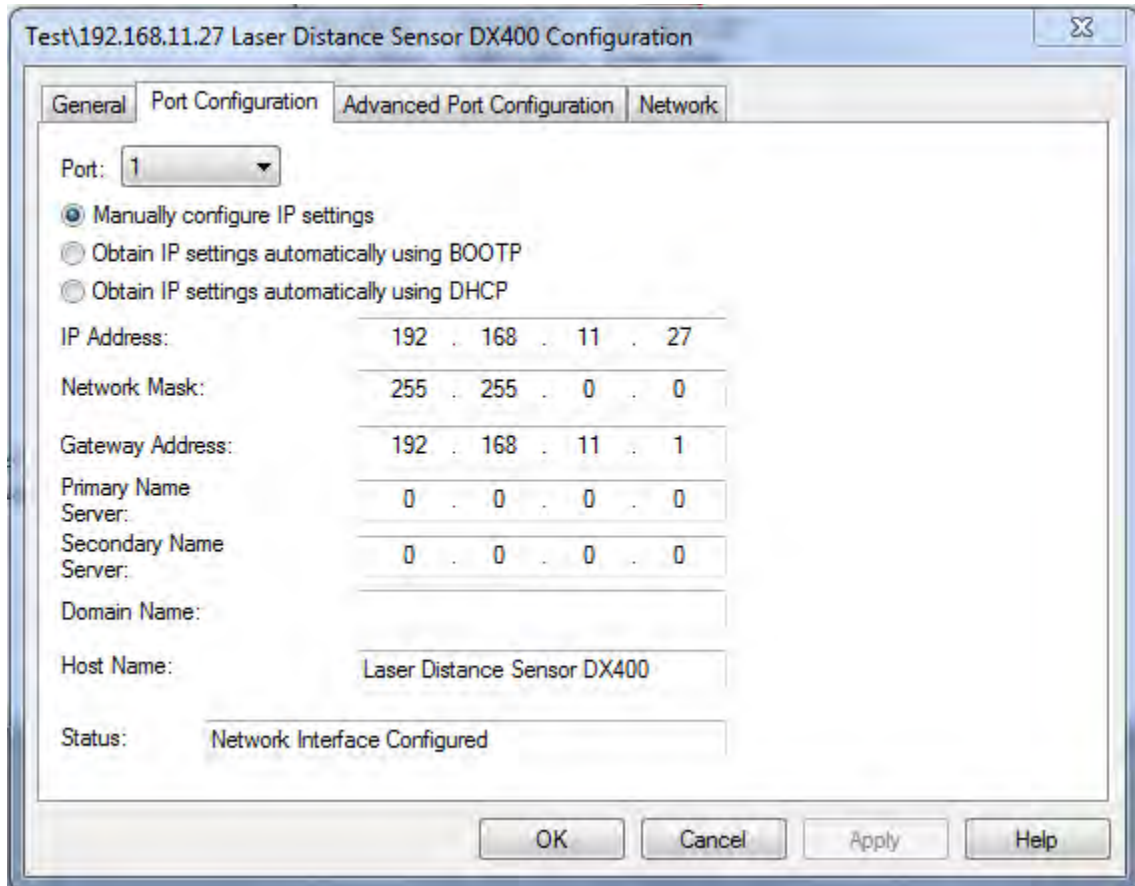 Test\192.168.11.27 Laser Distance Sensor DX400 Configuration
General Port Configuration Advanced Port Configuration Network
Port: 1
Manually configure IP settings
Obtain IP settings automatically using BOOTP
Obtain IP settings automatically using DHCP
IP Address: 192 . 168 . 11 . 27
Network Mask: 255 . 255 . 0 . 0
Gateway Address: 192 . 168 . 11 . 1
Primary Name
Server: 0 . 0 . 0 . 0
Secondary Name
Server: 0 . 0 . 0 . 0
Domain Name:
Host Name: Laser Distance Sensor DX400
Status: Network Interface Configured
OK Cancel Apply Help